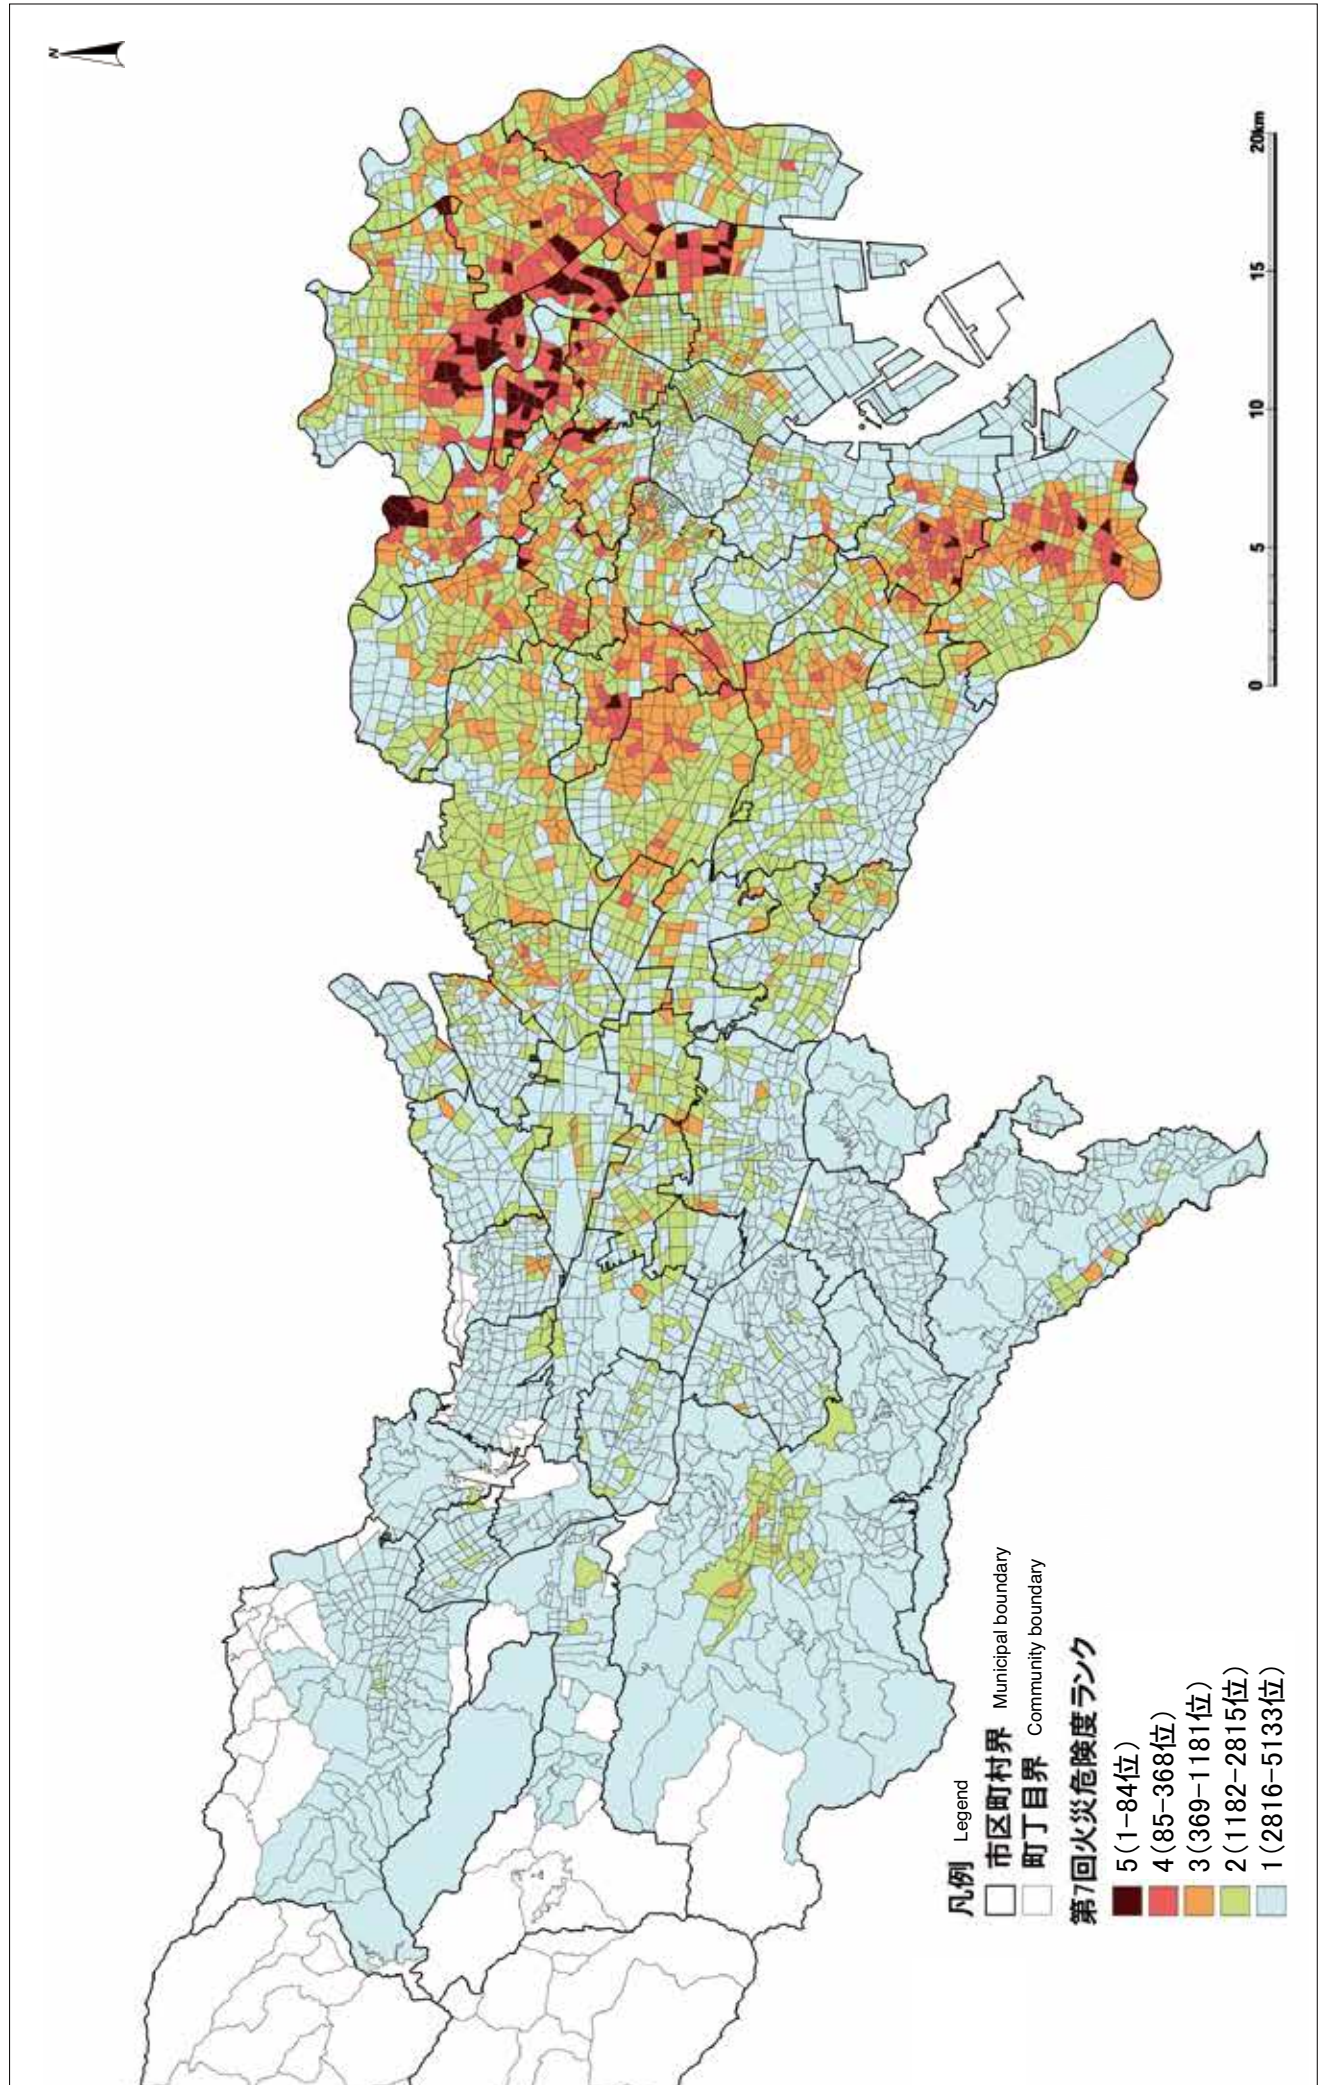 N
凡例 Legend
市区町村界 Municipal boundary
町丁目界 Community boundary
第7回火災危険度ランク
5(1-84位)
4(85-368位)
3(369-1181位)
2(1182-2815位)
1(2816-5133位)
0 5 10 15 20km